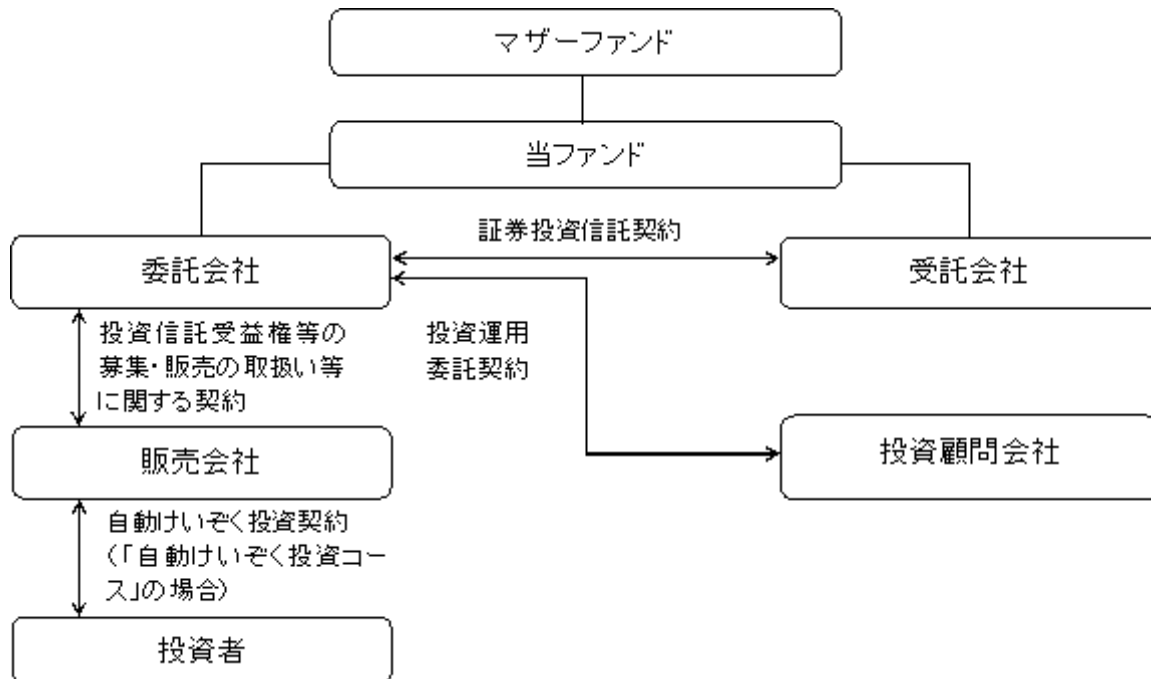 マザーファンド
当ファンド
証券投資信託契約
委託会社
受託会社
投資信託受益権等の
募集・販売の取扱い等
に関する契約
投資運用
委託契約
販売会社
投資顧問会社
自動けいぞく投資契約
(「自動けいぞく投資コー
ス」の場合)
投資者